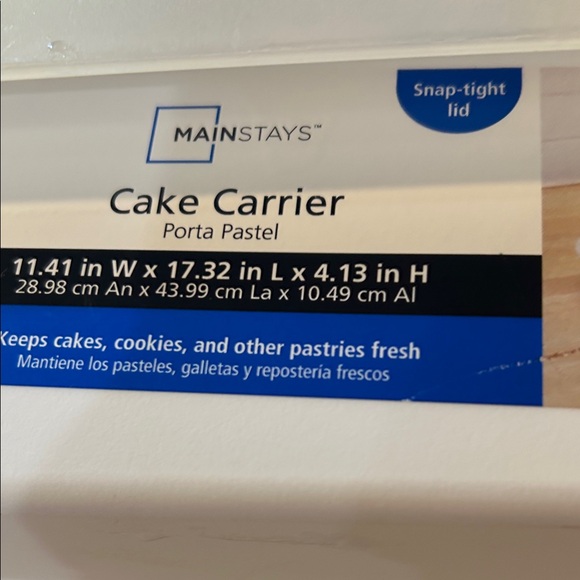 Snap-tight
lid
MAINSTAYS™
Cake Carrier
Porta Pastel
11.41 in W x 17.32 in L x 4.13 in H
28.98 cm An x 43.99 cm La x 10.49 cm Al
Keeps cakes, cookies, and other pastries fresh
Mantiene los pasteles, galletas y repostería frescos